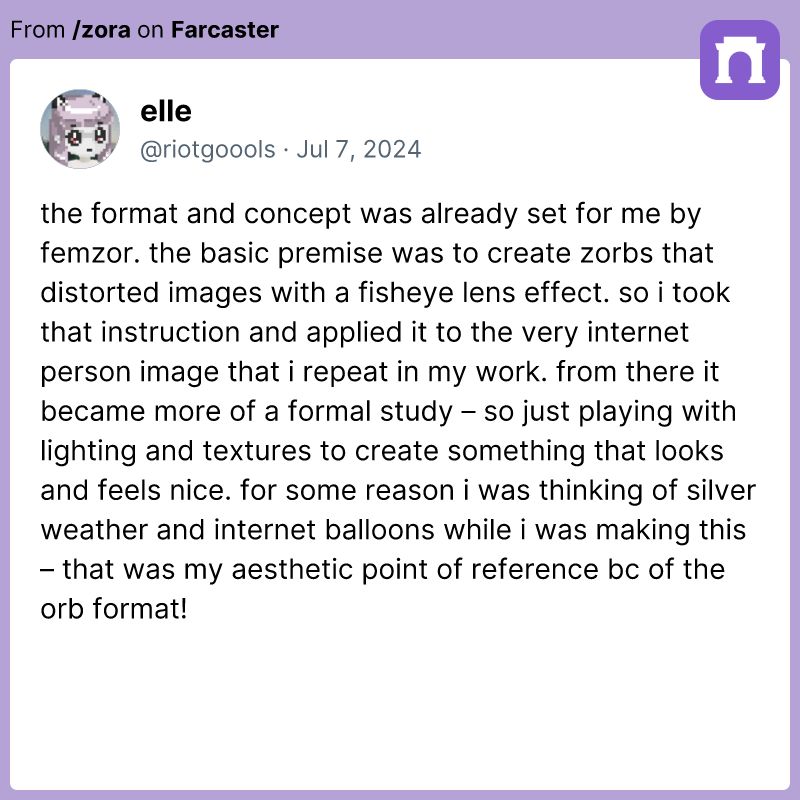 From /zora on Farcaster
elle
@riotgoools · Jul 7, 2024
the format and concept was already set for me by
femzor. the basic premise was to create zorbs that
distorted images with a fisheye lens effect. so i took
that instruction and applied it to the very internet
person image that i repeat in my work. from there it
became more of a formal study – so just playing with
lighting and textures to create something that looks
and feels nice. for some reason i was thinking of silver
weather and internet balloons while i was making this
– that was my aesthetic point of reference bc of the
orb format!